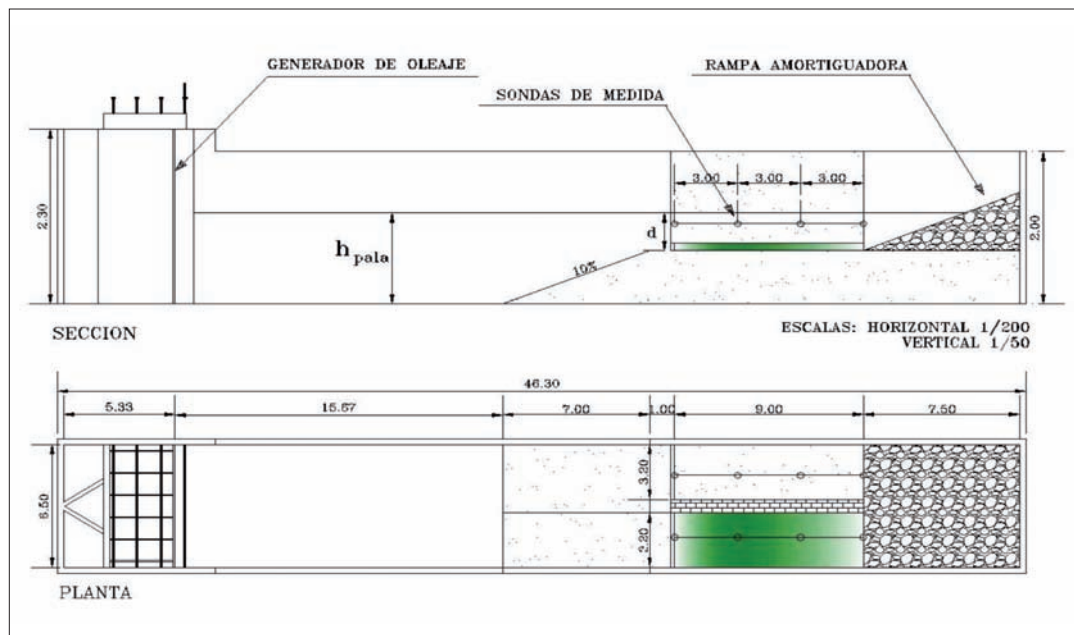 GENERADOR DE OLEAJE
RAMPA AMORTIGUADORA
SONDAS DE MEDIDA
3.00 3.00 3.00
2.30
h pala
d
2.00
10%
SECCION
ESCALAS: HORIZONTAL 1/200
VERTICAL 1/50
46.30
5.33 15.67 7.00 1.00 9.00 7.50
6.50
3.20
2.20
PLANTA